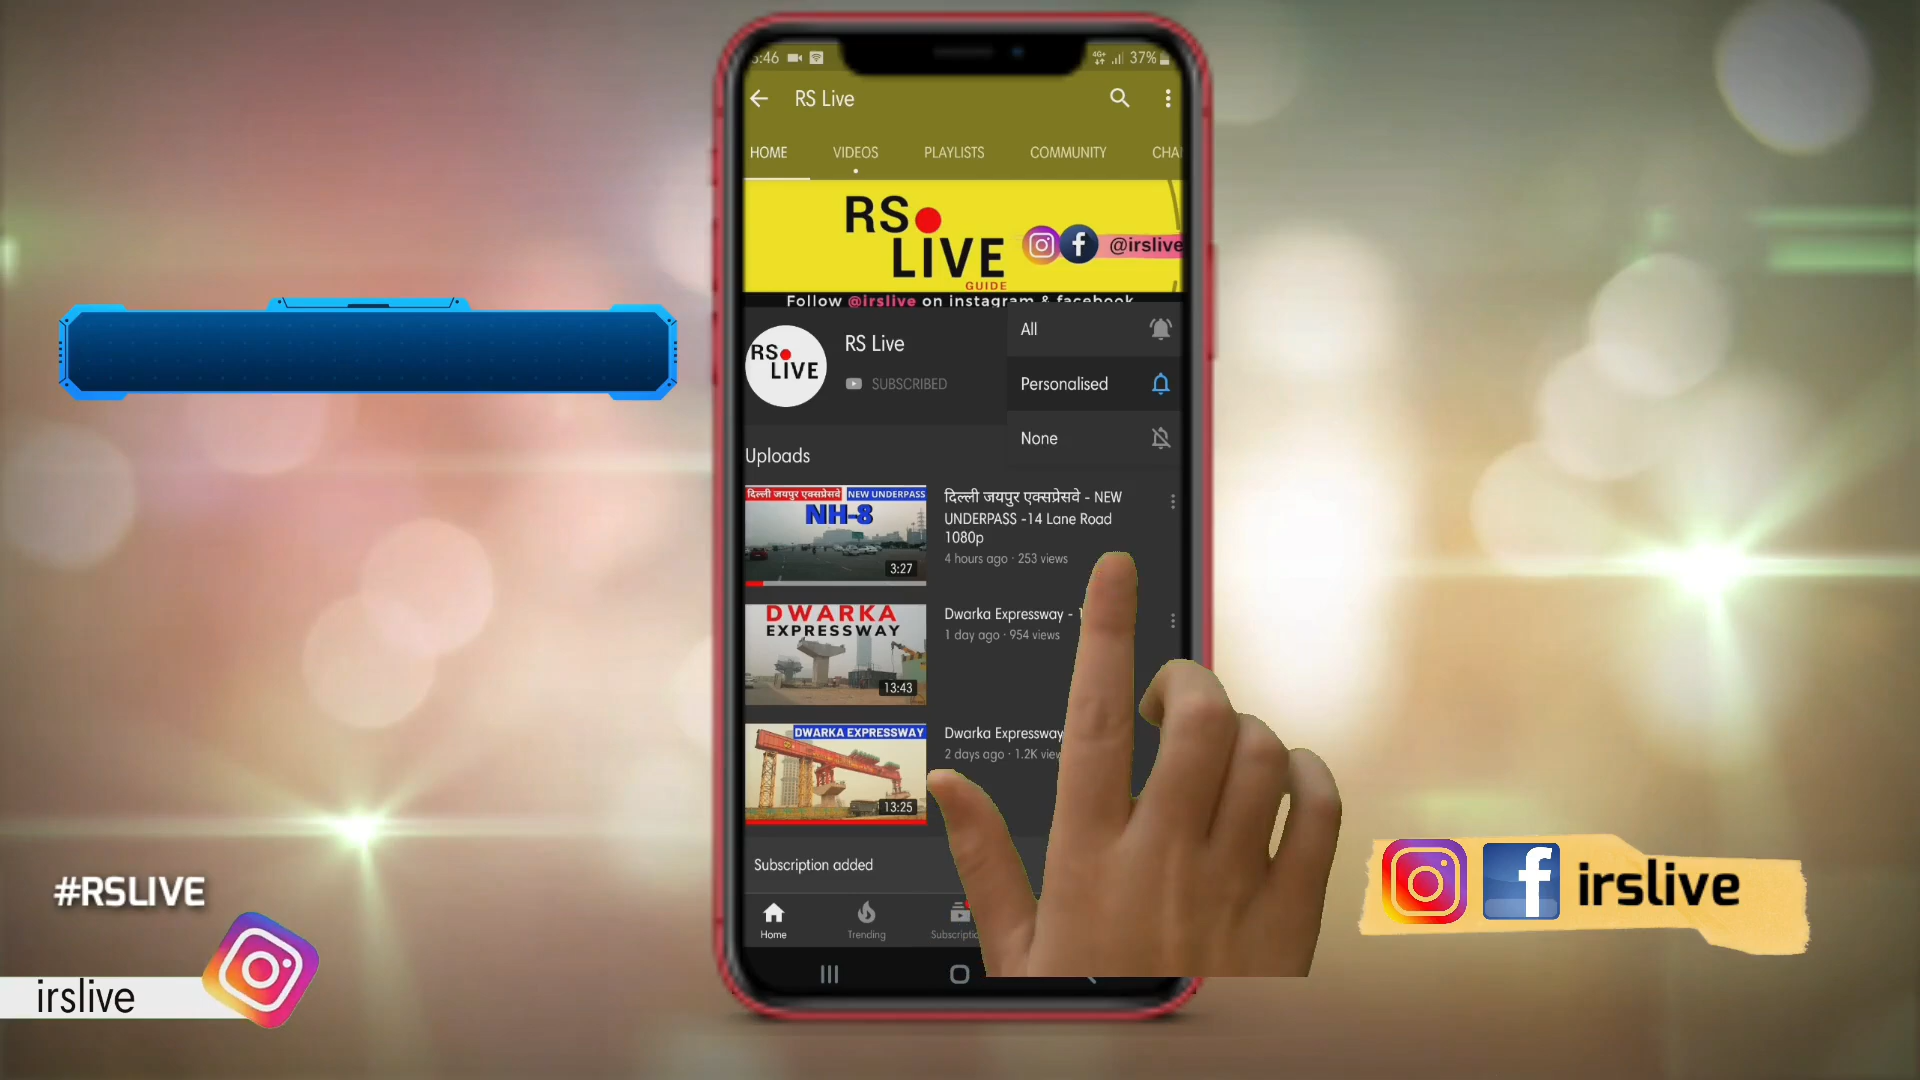 :46
4G+
37%
RS Live
HOME VIDEOS PLAYLISTS COMMUNITY CHA
RS
LIVE
GUIDE
@irslive
Follow @irslive on instagram & facebook
RS
LIVE
RS Live
SUBSCRIBED
All
Personalised
None
Uploads
दिल्ली जयपुर एक्सप्रेसवे NEW UNDERPASS
NH-8
3:27
दिल्ली जयपुर एक्सप्रेसवे - NEW
UNDERPASS -14 Lane Road
1080p
4 hours ago · 253 views
DWARKA
EXPRESSWAY
13:43
Dwarka Expressway -
1 day ago · 954 views
DWARKA EXPRESSWAY
13:25
Dwarka Expressway
2 days ago · 1.2K
Subscription added
Home Trending
#RSLIVE
irslive
irslive